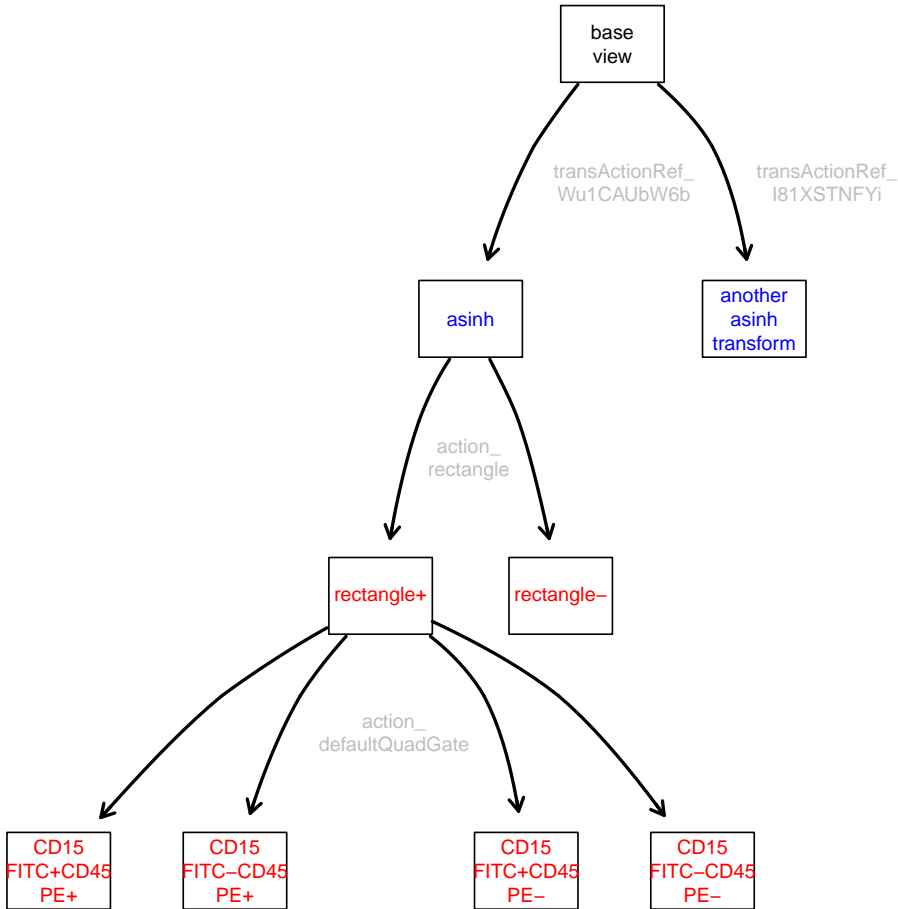 base
view
transActionRef_
Wu1CAUbW6b
transActionRef_
I81XSTNFYi
asinh
another
asinh
transform
action_
rectangle
rectangle+
rectangle−
action_
defaultQuadGate
CD15
FITC+CD45
PE+
CD15
FITC−CD45
PE+
CD15
FITC+CD45
PE−
CD15
FITC−CD45
PE−